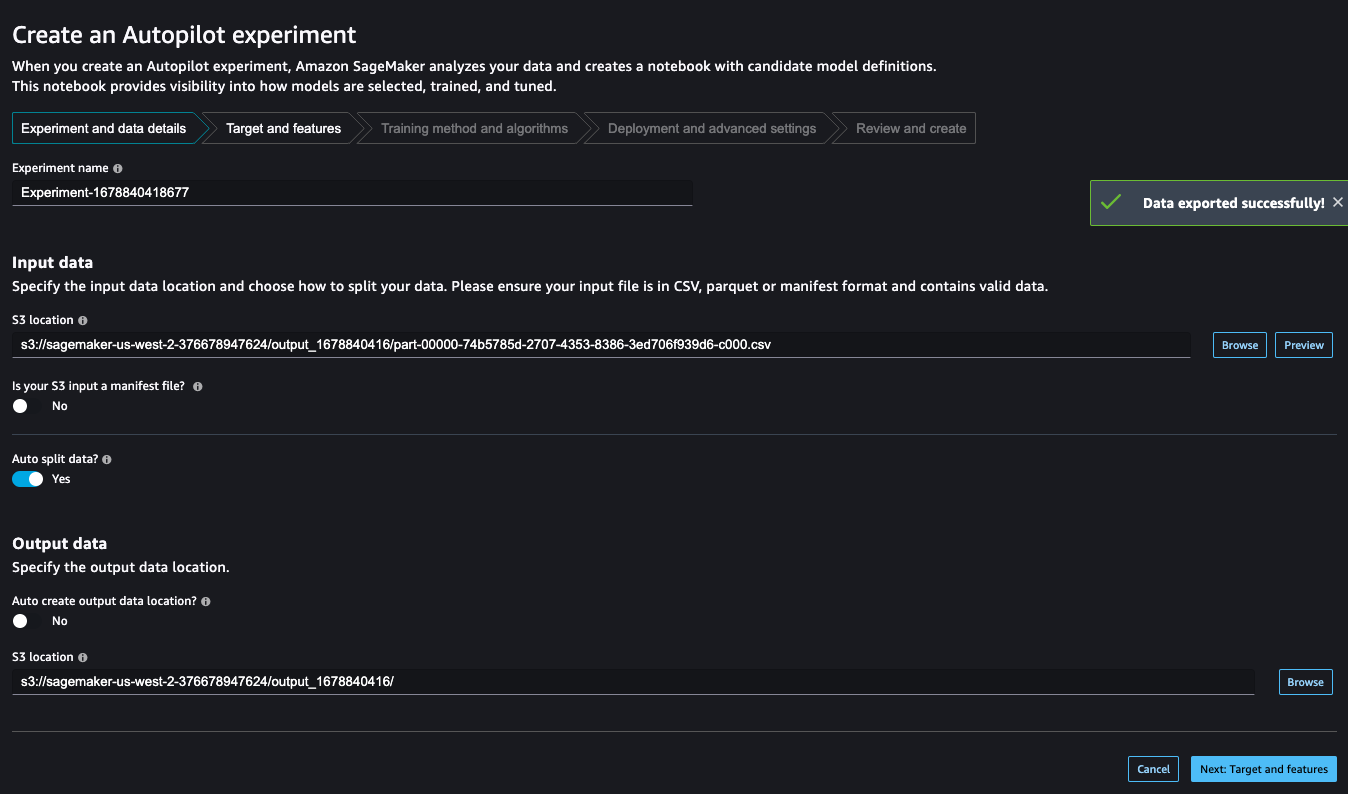 Create an Autopilot experiment
When you create an Autopilot experiment, Amazon SageMaker analyzes your data and creates a notebook with candidate model definitions.
This notebook provides visibility into how models are selected, trained, and tuned.
Experiment and data details
Target and features
Training method and algorithms
Deployment and advanced settings
Review and create
Experiment name
Experiment-1678840418677
Data exported successfully!
Input data
Specify the input data location and choose how to split your data. Please ensure your input file is in CSV, parquet or manifest format and contains valid data.
S3 location
s3://sagemaker-us-west-2-376678947624/output_1678840416/part-00000-74b5785d-2707-4353-8386-3ed706f939d6-c000.csv
Browse
Preview
Is your S3 input a manifest file?
No
Auto split data?
Yes
Output data
Specify the output data location.
Auto create output data location?
No
S3 location
s3://sagemaker-us-west-2-376678947624/output_1678840416/
Browse
Cancel
Next: Target and features